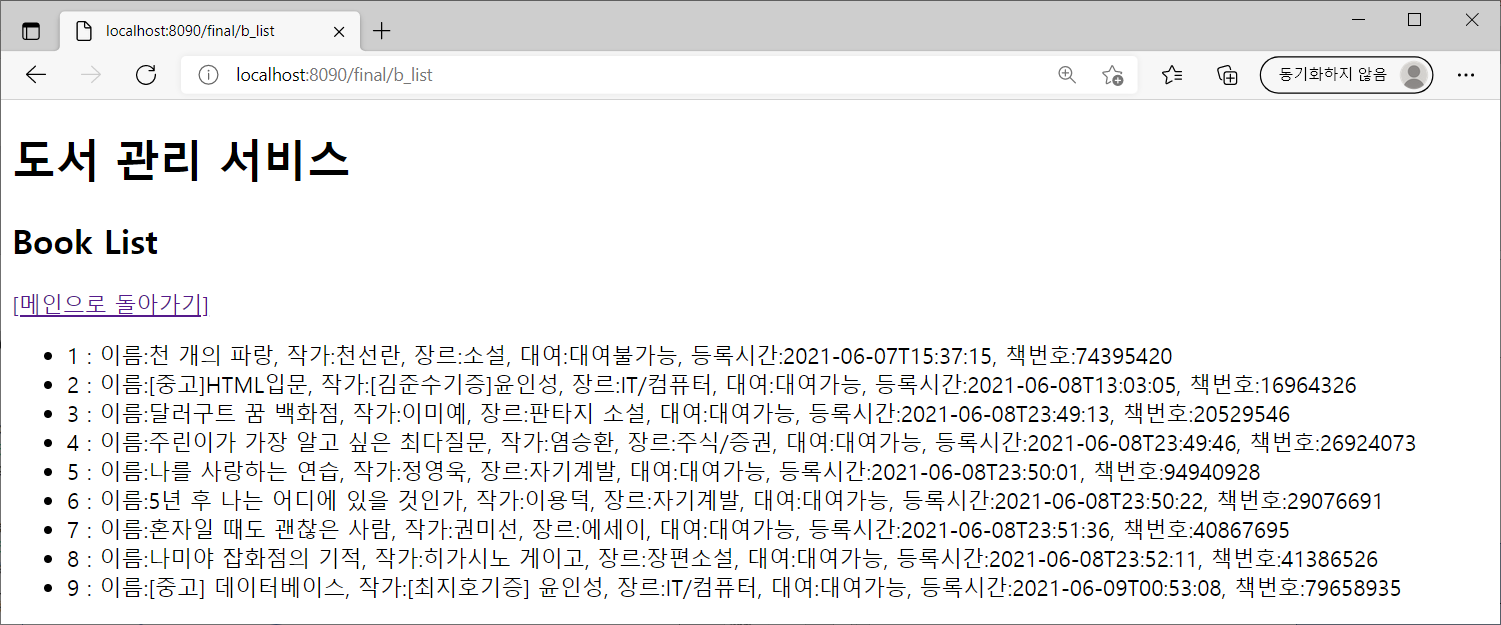 localhost:8090/final/b_list
localhost:8090/final/b_list
동기화하지 않음
도서 관리 서비스
Book List
[메인으로 돌아가기]
1 : 이름:천 개의 파랑, 작가:천선란, 장르:소설, 대여:대여불가능, 등록시간:2021-06-07T15:37:15, 책번호:74395420
2 : 이름:[중고]HTML입문, 작가:[김준수기증]윤인성, 장르:IT/컴퓨터, 대여:대여가능, 등록시간:2021-06-08T13:03:05, 책번호:16964326
3 : 이름:달러구트 꿈 백화점, 작가:이미예, 장르:판타지 소설, 대여:대여가능, 등록시간:2021-06-08T23:49:13, 책번호:20529546
4 : 이름:주린이가 가장 알고 싶은 최다질문, 작가:염승환, 장르:주식/증권, 대여:대여가능, 등록시간:2021-06-08T23:49:46, 책번호:26924073
5 : 이름:나를 사랑하는 연습, 작가:정영욱, 장르:자기계발, 대여:대여가능, 등록시간:2021-06-08T23:50:01, 책번호:94940928
6 : 이름:5년 후 나는 어디에 있을 것인가, 작가:이용덕, 장르:자기계발, 대여:대여가능, 등록시간:2021-06-08T23:50:22, 책번호:29076691
7 : 이름:혼자일 때도 괜찮은 사람, 작가:권미선, 장르:에세이, 대여:대여가능, 등록시간:2021-06-08T23:51:36, 책번호:40867695
8 : 이름:나미야 잡화점의 기적, 작가:히가시노 게이고, 장르:장편소설, 대여:대여가능, 등록시간:2021-06-08T23:52:11, 책번호:41386526
9 : 이름:[중고] 데이터베이스, 작가:[최지호기증] 윤인성, 장르:IT/컴퓨터, 대여:대여가능, 등록시간:2021-06-09T00:53:08, 책번호:79658935